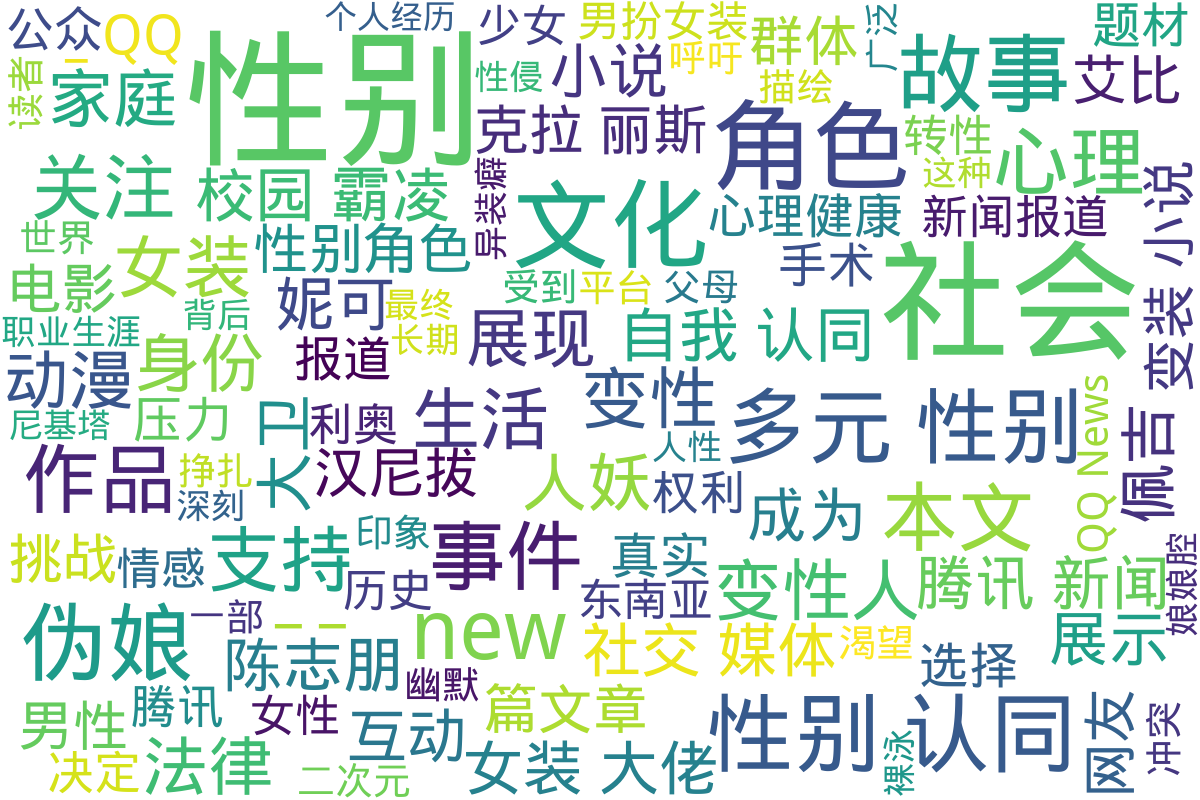 公众
QQ
个人经历
少女
男扮女装
群体
广泛
题材
读者
一
家庭
性别
性侵
小说
呼吁
描绘
故事
艾比
克拉 丽斯
角色
转性
心理
这种
关注
校园 霸凌
异装癖
文化
心理健康
新闻报道
变装 小说
世界
性别角色
手术
社会
电影
女装
妮可
受到
平台
父母
背后
最终
长期
职业生涯
展现
自我 认同
动漫
身份
报道
变性
多元 性别
QQ News
佩吉
尼基塔
压力
大卫
利奥
生活
人性
作品
挣扎
汉尼拔
人妖
权利
深刻
成为
本文
挑战
情感
支持
印象
事件
真实
娘娘腔
历史
东南亚
变性人
腾讯 新闻
伪娘
一部
一 一
new
社交 媒体
渴望
展示
陈志朋
选择
幽默
男性
腾讯
女性
互动
篇文章
性别 认同
网友
冲突
决定
法律
二次元
女装 大佬
裸泳